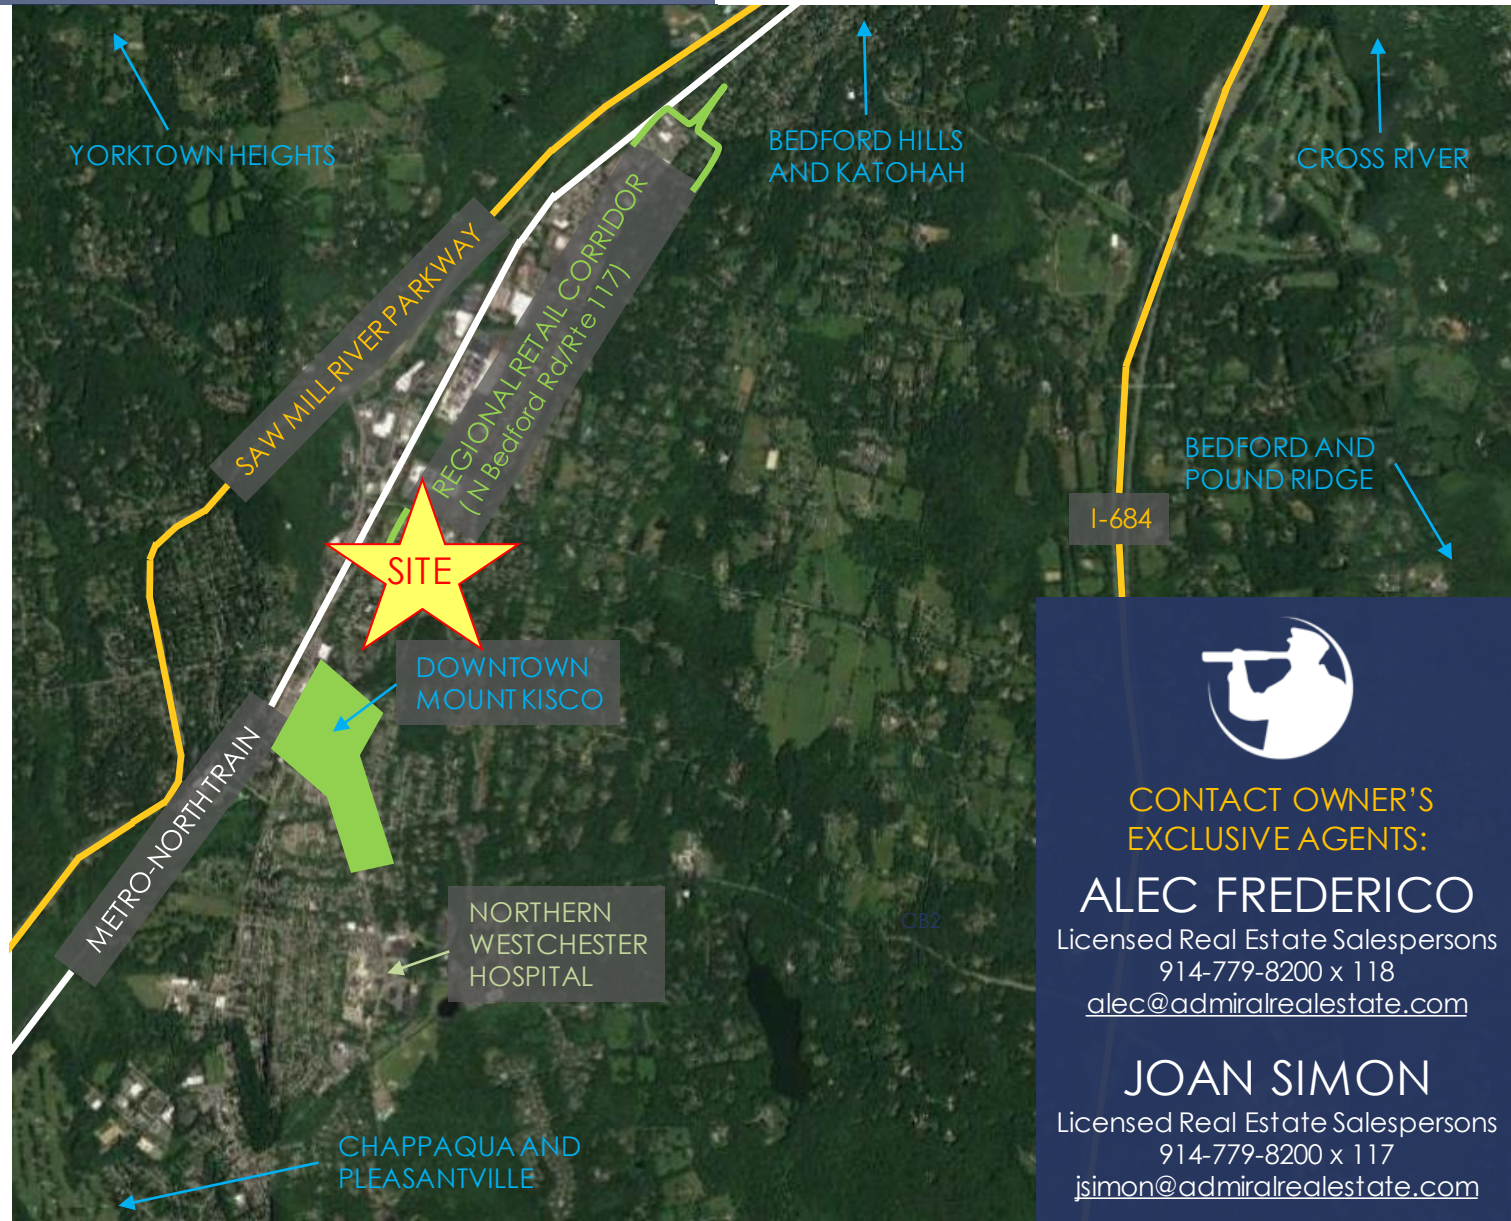 YORKTOWN HEIGHTS
BEDFORD HILLS
AND KATOHAH
CROSS RIVER
SAW MILL RIVER PARKWAY
REGIONAL RETAIL CORRIDOR
( N Bedford Rd/Rte 117)
BEDFORD AND
POUND RIDGE
I-684
SITE
DOWNTOWN
MOUNT KISCO
METRO-NORTH TRAIN
NORTHERN
WESTCHESTER
HOSPITAL
CB2
CHAPPAQUA AND
PLEASANTVILLE
CONTACT OWNER’S
EXCLUSIVE AGENTS:
ALEC FREDERICO
Licensed Real Estate Salespersons
914-779-8200 x 118
alec@admiralrealestate.com
JOAN SIMON
Licensed Real Estate Salespersons
914-779-8200 x 117
jsimon@admiralrealestate.com